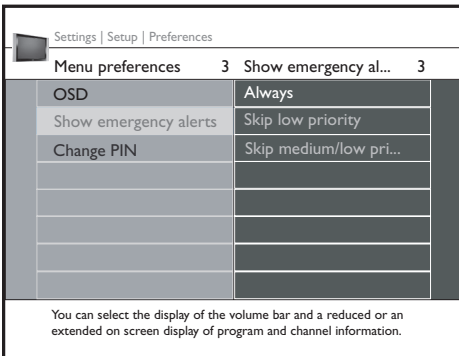 Settings | Setup | Preferences
Menu preferences 3 Show emergency al... 3
OSD Always
Show emergency alerts Skip low priority
Change PIN Skip medium/low pri...
You can select the display of the volume bar and a reduced or an
extended on screen display of program and channel information.